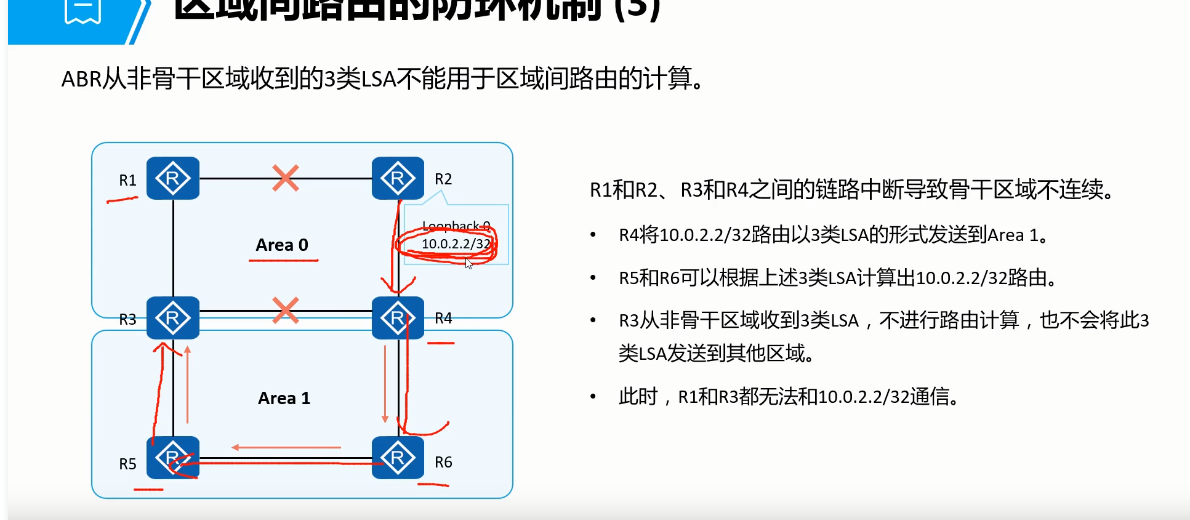 区域间路由的防环机制 (3)
ABR从非骨干区域收到的3类LSA不能用于区域间路由的计算。
R1
R2
Loopback 0
10.0.2.2/32
Area 0
R3
R4
Area 1
R5
R6
R1和R2、R3和R4之间的链路中断导致骨干区域不连续。
• R4将10.0.2.2/32路由以3类LSA的形式发送到Area 1。
• R5和R6可以根据上述3类LSA计算出10.0.2.2/32路由。
• R3从非骨干区域收到3类LSA，不进行路由计算，也不会将此3
类LSA发送到其他区域。
• 此时，R1和R3都无法和10.0.2.2/32通信。